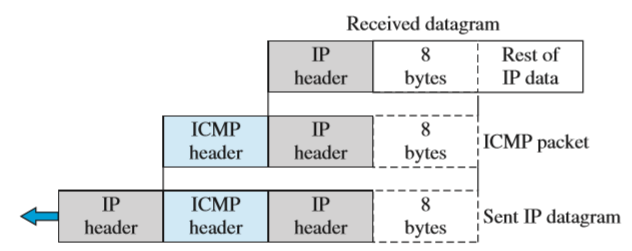 Received datagram
IP header
8 bytes
Rest of IP data
ICMP header
IP header
8 bytes
ICMP packet
IP header
ICMP header
IP header
8 bytes
Sent IP datagram